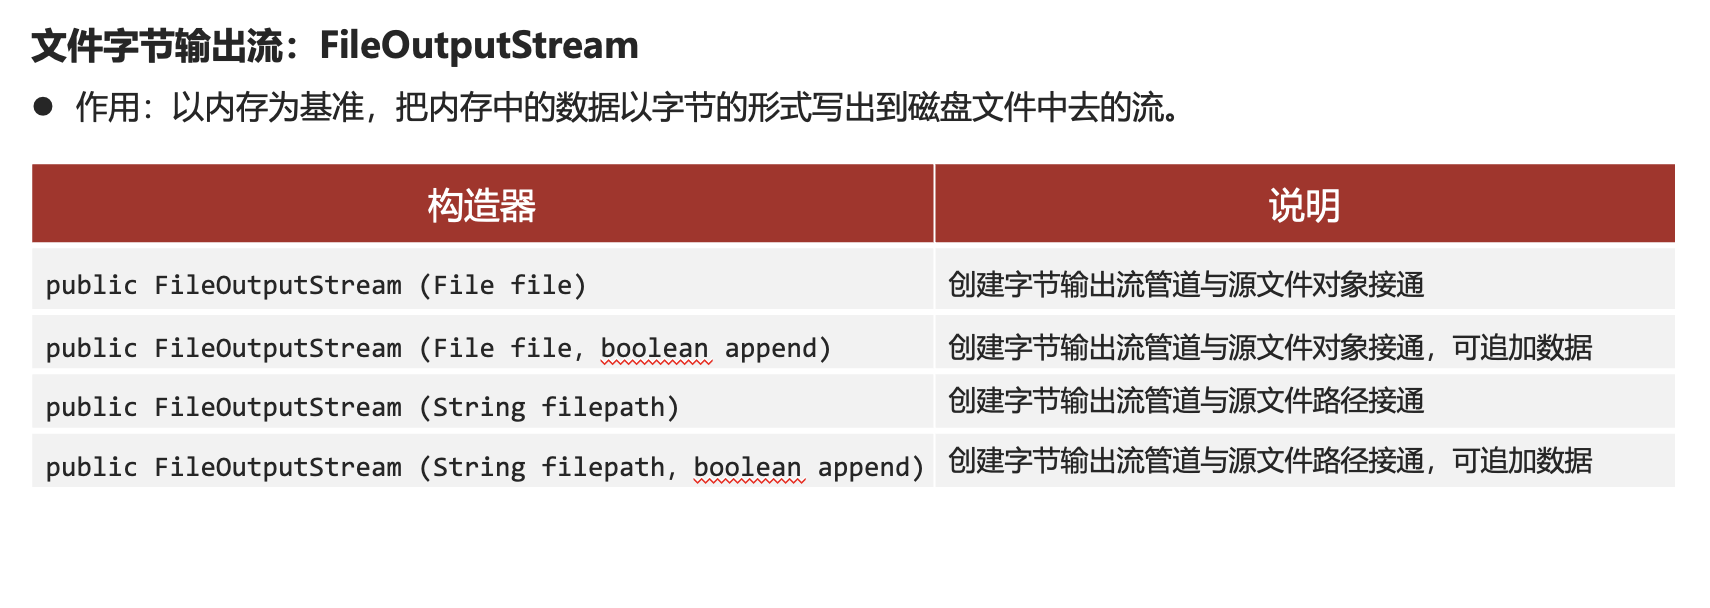 文件字节输出流：FileOutputStream
● 作用：以内存为基准，把内存中的数据以字节的形式写出到磁盘文件中去的流。
构造器 说明
public FileOutputStream (File file) 创建字节输出流管道与源文件对象接通
public FileOutputStream (File file, boolean append) 创建字节输出流管道与源文件对象接通，可追加数据
public FileOutputStream (String filepath) 创建字节输出流管道与源文件路径接通
public FileOutputStream (String filepath, boolean append) 创建字节输出流管道与源文件路径接通，可追加数据